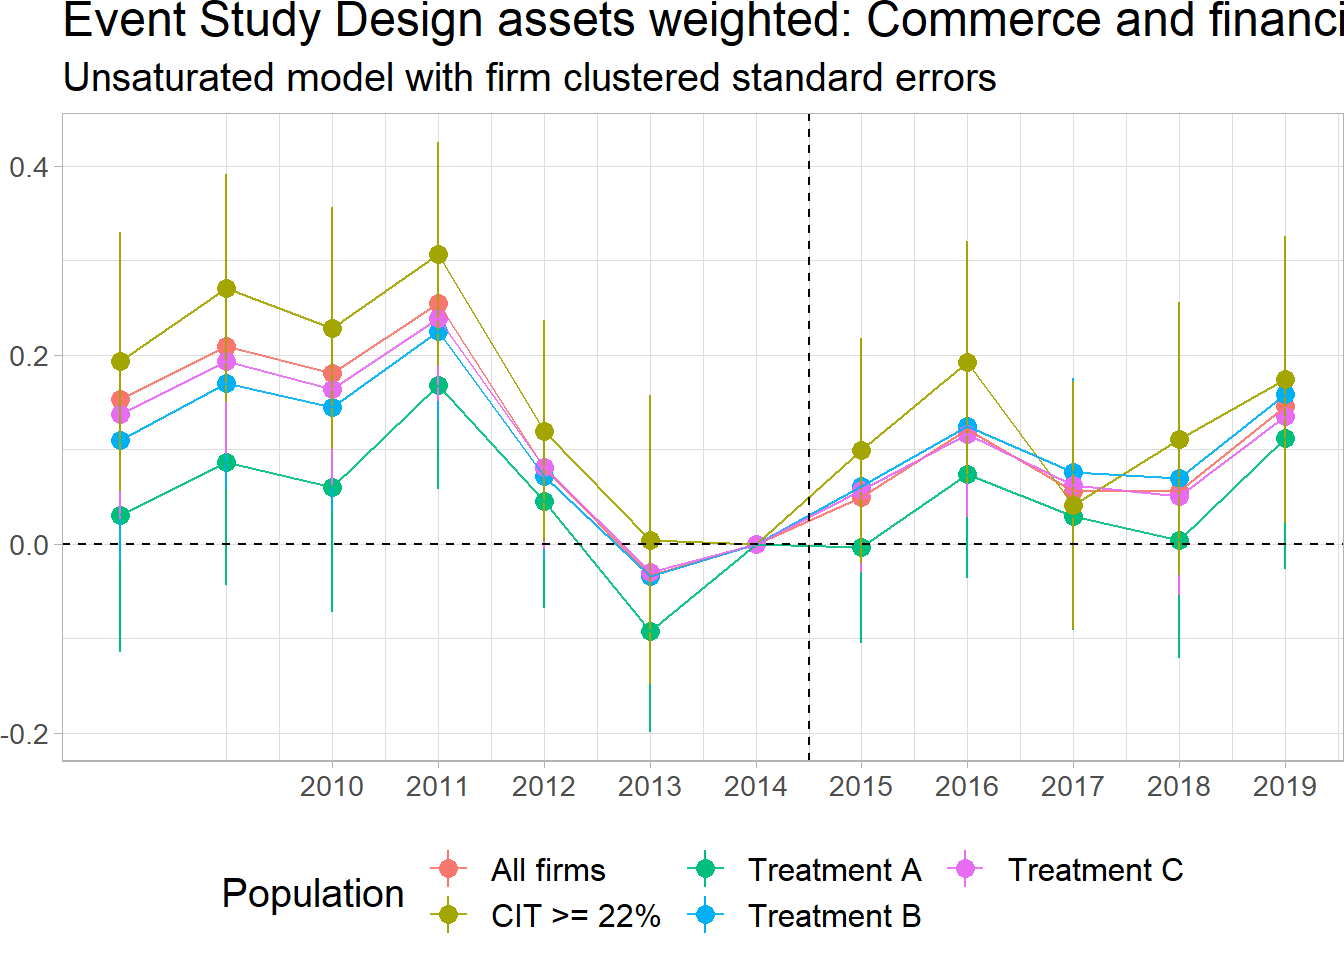 Event Study Design assets weighted: Commerce and financi
Unsaturated model with firm clustered standard errors
0.4
0.2
0.0
-0.2
2010 2011 2012 2013 2014 2015 2016 2017 2018 2019
Population
All firms Treatment A Treatment C
CIT >= 22% Treatment B